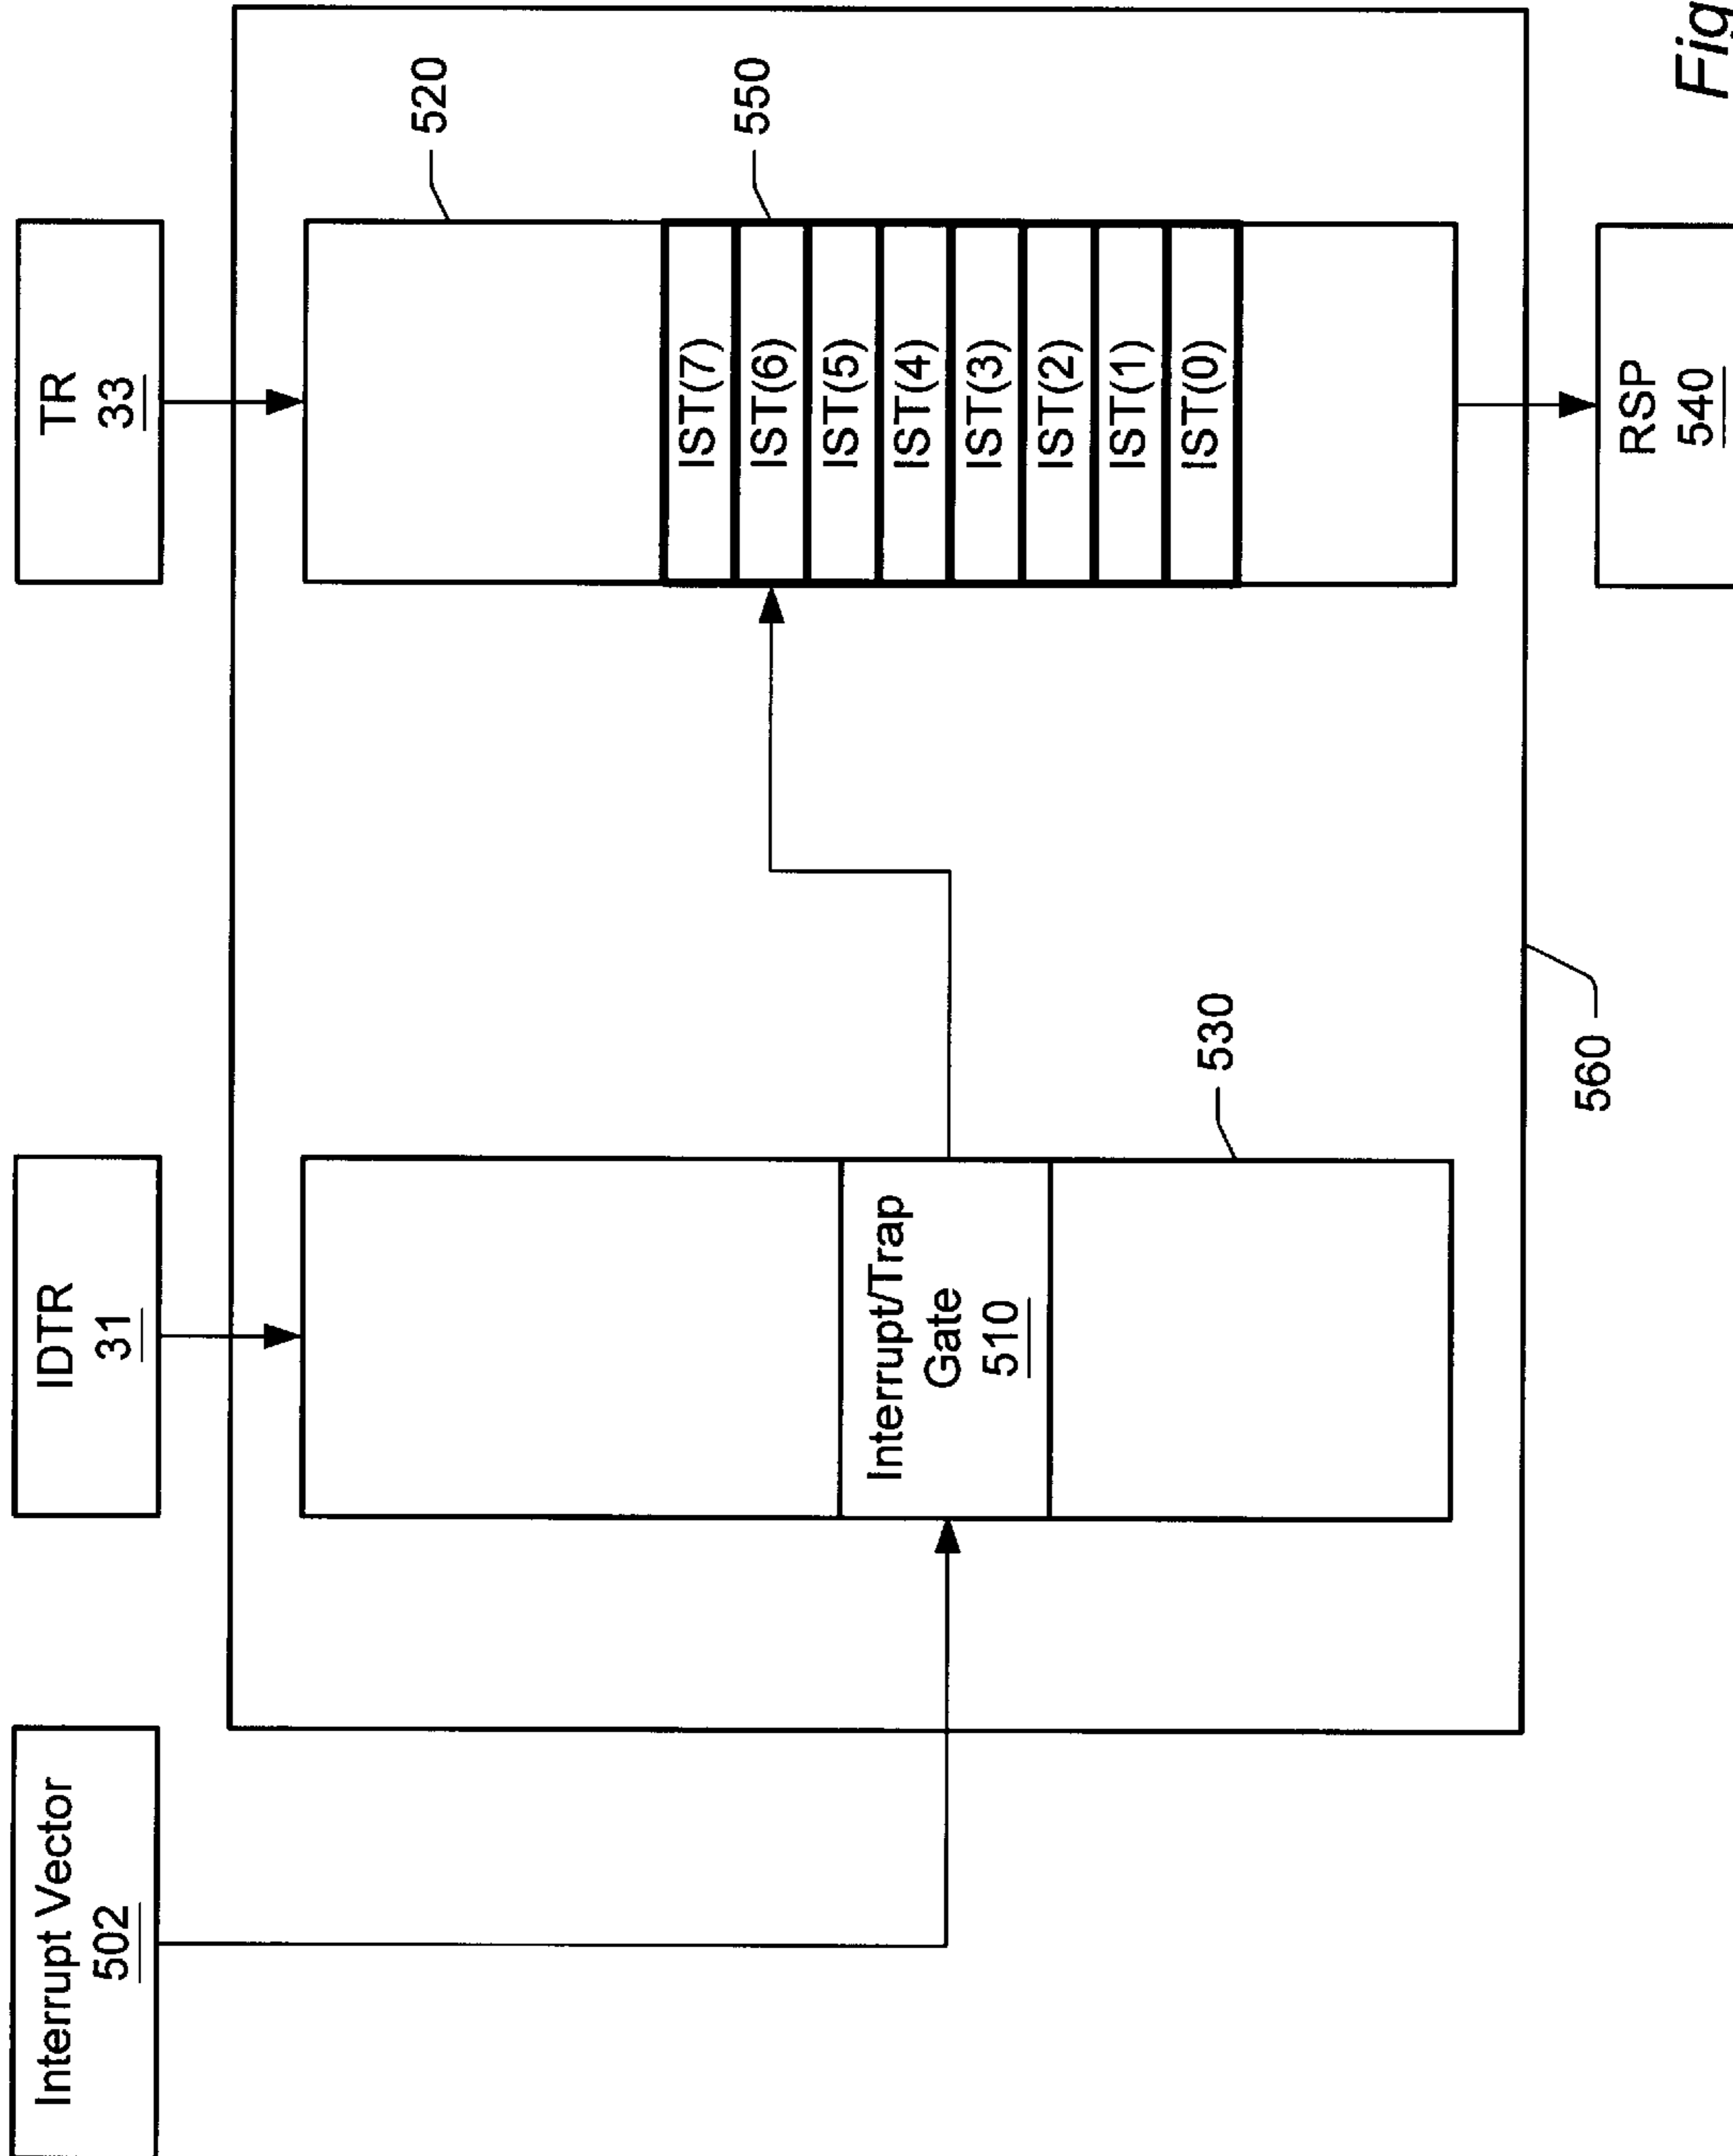 Interrupt Vector
502
IDTR
31
TR
33
520
550
IST(7)
IST(6)
IST(5)
IST(4)
IST(3)
IST(2)
IST(1)
IST(0)
Interrupt/Trap
Gate
510
530
560
RSP
540
Fig